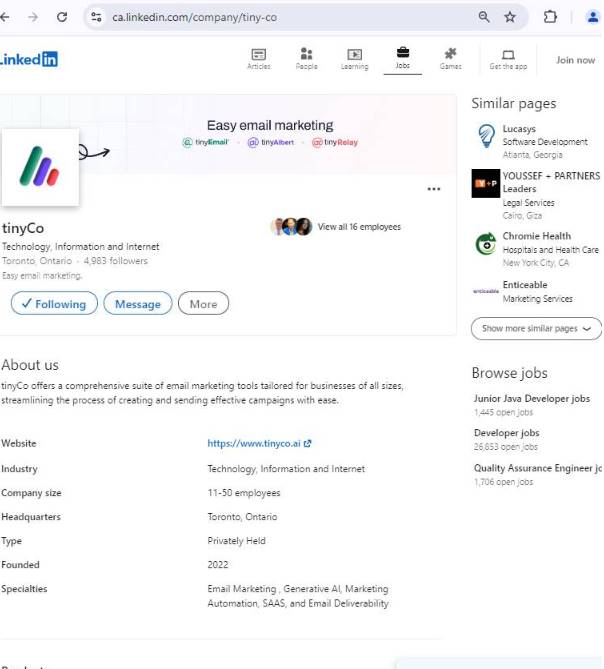 ca.linkedin.com/company/tiny-co
Linkedin
Articles
People
Learning
Jobs
Games
Get the app
Join now
Easy email marketing
tinyEmail
tinyAlbert
tinyRelay
tinyCo
View all 16 employees
Technology, Information and Internet
Toronto, Ontario · 4,983 followers
Easy email marketing.
Following
Message
More
About us
tinyCo offers a comprehensive suite of email marketing tools tailored for businesses of all sizes,
streamlining the process of creating and sending effective campaigns with ease.
Website
https://www.tinyco.ai
Industry
Technology, Information and Internet
Company size
11-50 employees
Headquarters
Toronto, Ontario
Type
Privately Held
Founded
2022
Specialties
Email Marketing , Generative AI, Marketing
Automation, SAAS, and Email Deliverability
Similar pages
Lucasys
Software Development
Atlanta, Georgia
Y+P
YOUSSEF + PARTNERS
Leaders
Legal Services
Cairo, Giza
Chromie Health
Hospitals and Health Care
New York City, CA
enticeable
Enticeable
Marketing Services
Show more similar pages
Browse jobs
Junior Java Developer jobs
1,445 open jobs
Developer jobs
26,853 open jobs
Quality Assurance Engineer jo
1,706 open jobs